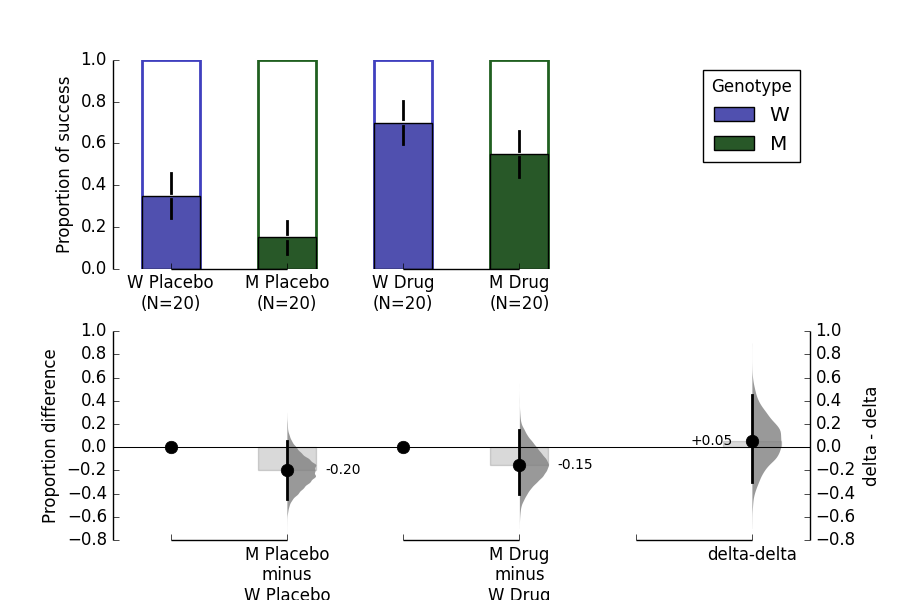 Proportion of success
1.0
0.8
0.6
0.4
0.2
0.0
W Placebo
(N=20)
M Placebo
(N=20)
W Drug
(N=20)
M Drug
(N=20)
Genotype
W
M
Proportion difference
1.0
0.8
0.6
0.4
0.2
0.0
−0.2
−0.4
−0.6
−0.8
-0.20
-0.15
+0.05
1.0
0.8
0.6
0.4
0.2
0.0
−0.2
−0.4
−0.6
−0.8
delta - delta
M Placebo
minus
W Placebo
M Drug
minus
W Drug
delta-delta